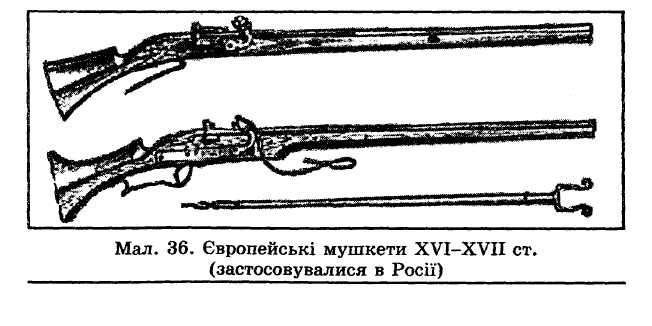 Мал. 36. Європейські мушкети XVI–XVII ст.
(застосовувалися в Росії)